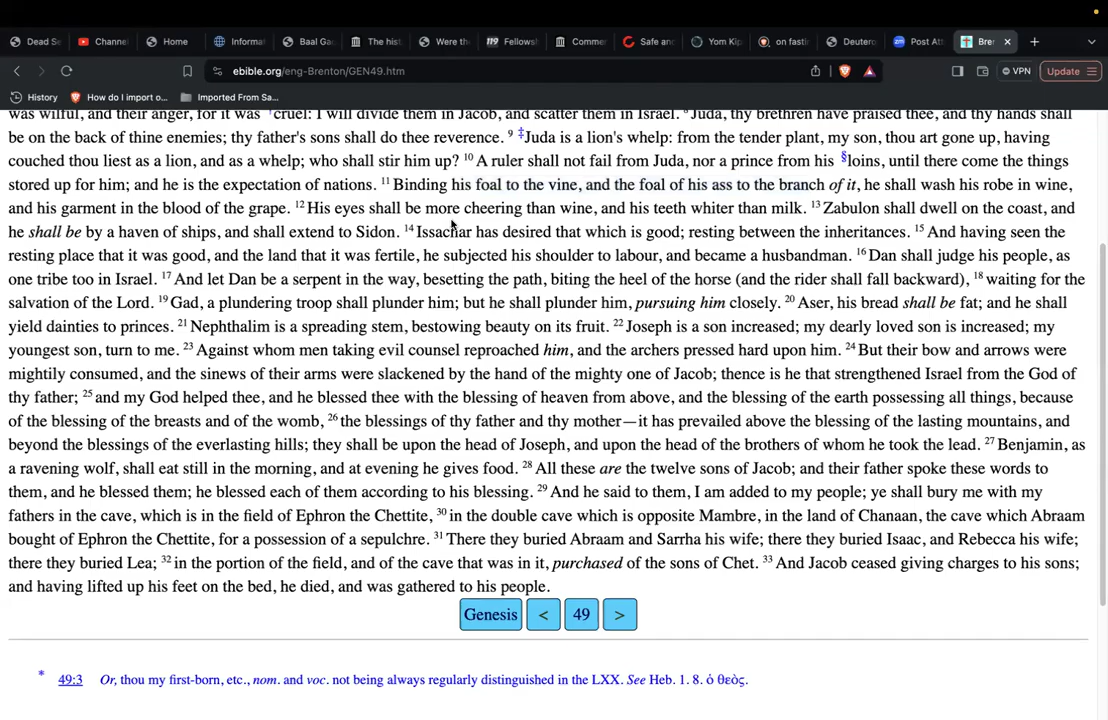 Dead Se
Channel
Home
Informat
Baal Ga
The hist
Were th
119 Fellows
Commer
Safe and
Yom Kip
on fastin
Deutero
zm Post Att
Bre
ebible.org/eng-Brenton/GEN49.htm
VPN
Update
History
How do I import o...
Imported From Sa...
was wilful, and their anger, for it was †cruel: I will divide them in Jacob, and scatter them in Israel. 8 Juda, thy brethren have praised thee, and thy hands shall
be on the back of thine enemies; thy father's sons shall do thee reverence. 9 ‡Juda is a lion's whelp: from the tender plant, my son, thou art gone up, having
couched thou liest as a lion, and as a whelp; who shall stir him up? 10 A ruler shall not fail from Juda, nor a prince from his §loins, until there come the things
stored up for him; and he is the expectation of nations. 11 Binding his foal to the vine, and the foal of his ass to the branch of it, he shall wash his robe in wine,
and his garment in the blood of the grape. 12 His eyes shall be more cheering than wine, and his teeth whiter than milk. 13 Zabulon shall dwell on the coast, and
he shall be by a haven of ships, and shall extend to Sidon. 14 Issachar has desired that which is good; resting between the inheritances. 15 And having seen the
resting place that it was good, and the land that it was fertile, he subjected his shoulder to labour, and became a husbandman. 16 Dan shall judge his people, as
one tribe too in Israel. 17 And let Dan be a serpent in the way, besetting the path, biting the heel of the horse (and the rider shall fall backward), 18 waiting for the
salvation of the Lord. 19 Gad, a plundering troop shall plunder him; but he shall plunder him, pursuing him closely. 20 Aser, his bread shall be fat; and he shall
yield dainties to princes. 21 Nephthalim is a spreading stem, bestowing beauty on its fruit. 22 Joseph is a son increased; my dearly loved son is increased; my
youngest son, turn to me. 23 Against whom men taking evil counsel reproached him, and the archers pressed hard upon him. 24 But their bow and arrows were
mightily consumed, and the sinews of their arms were slackened by the hand of the mighty one of Jacob; thence is he that strengthened Israel from the God of
thy father; 25 and my God helped thee, and he blessed thee with the blessing of heaven from above, and the blessing of the earth possessing all things, because
of the blessing of the breasts and of the womb, 26 the blessings of thy father and thy mother—it has prevailed above the blessing of the lasting mountains, and
beyond the blessings of the everlasting hills; they shall be upon the head of Joseph, and upon the head of the brothers of whom he took the lead. 27 Benjamin, as
a ravening wolf, shall eat still in the morning, and at evening he gives food. 28 All these are the twelve sons of Jacob; and their father spoke these words to
them, and he blessed them; he blessed each of them according to his blessing. 29 And he said to them, I am added to my people; ye shall bury me with my
fathers in the cave, which is in the field of Ephron the Chettite, 30 in the double cave which is opposite Mambre, in the land of Chanaan, the cave which Abraam
bought of Ephron the Chettite, for a possession of a sepulchre. 31 There they buried Abraam and Sarrha his wife; there they buried Isaac, and Rebecca his wife;
there they buried Lea; 32 in the portion of the field, and of the cave that was in it, purchased of the sons of Chet. 33 And Jacob ceased giving charges to his sons;
and having lifted up his feet on the bed, he died, and was gathered to his people.
Genesis < 49 >
* 49:3 Or, thou my first-born, etc., nom. and voc. not being always regularly distinguished in the LXX. See Heb. 1. 8. ὁ θεὸς.